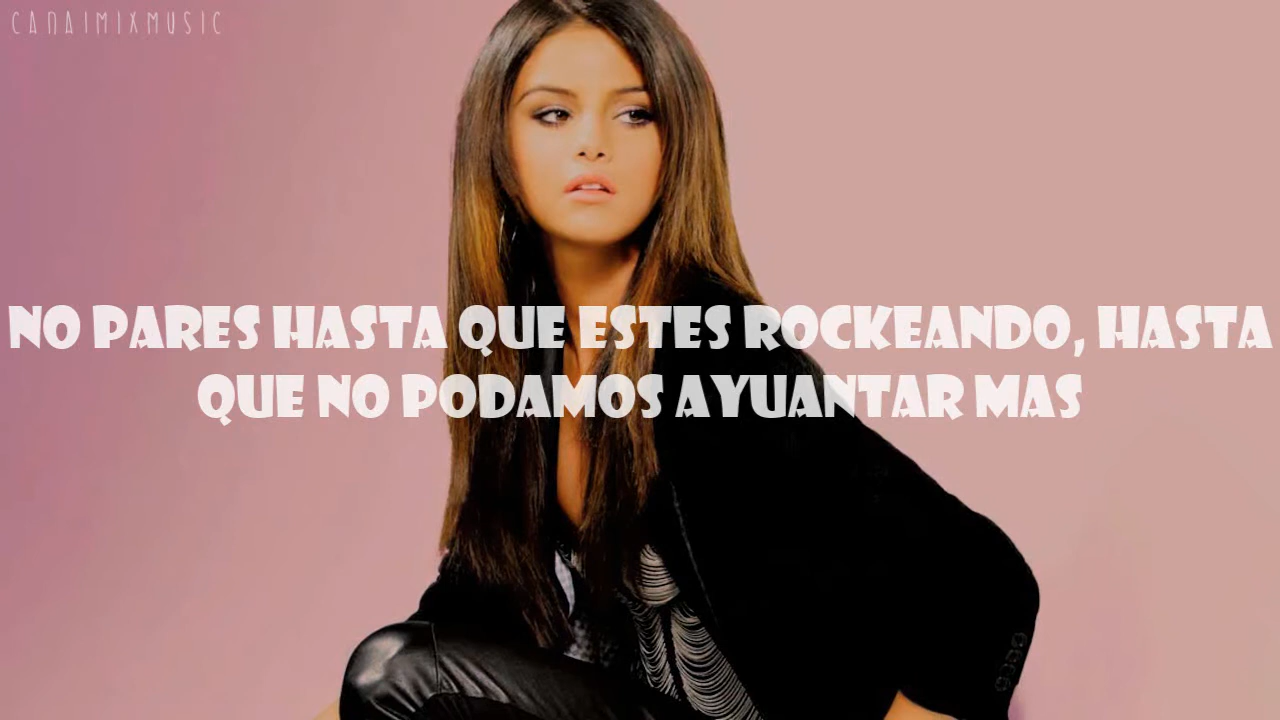 CANAIMIXMUSIC
NO PARES HASTA QUE ESTES ROCKEANDO, HASTA
QUE NO PODAMOS AYUANTAR MAS